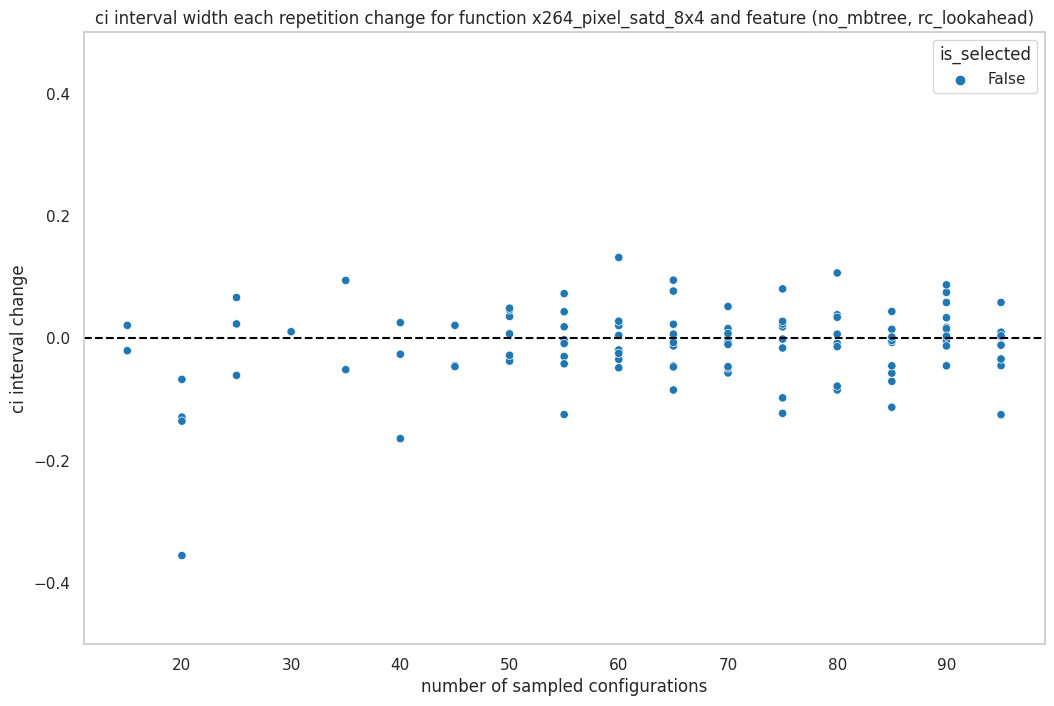 ci interval width each repetition change for function x264_pixel_satd_8x4 and feature (no_mbtree, rc_lookahead)
is_selected
False
0.4
0.2
0.0
−0.2
−0.4
ci interval change
20 30 40 50 60 70 80 90
number of sampled configurations